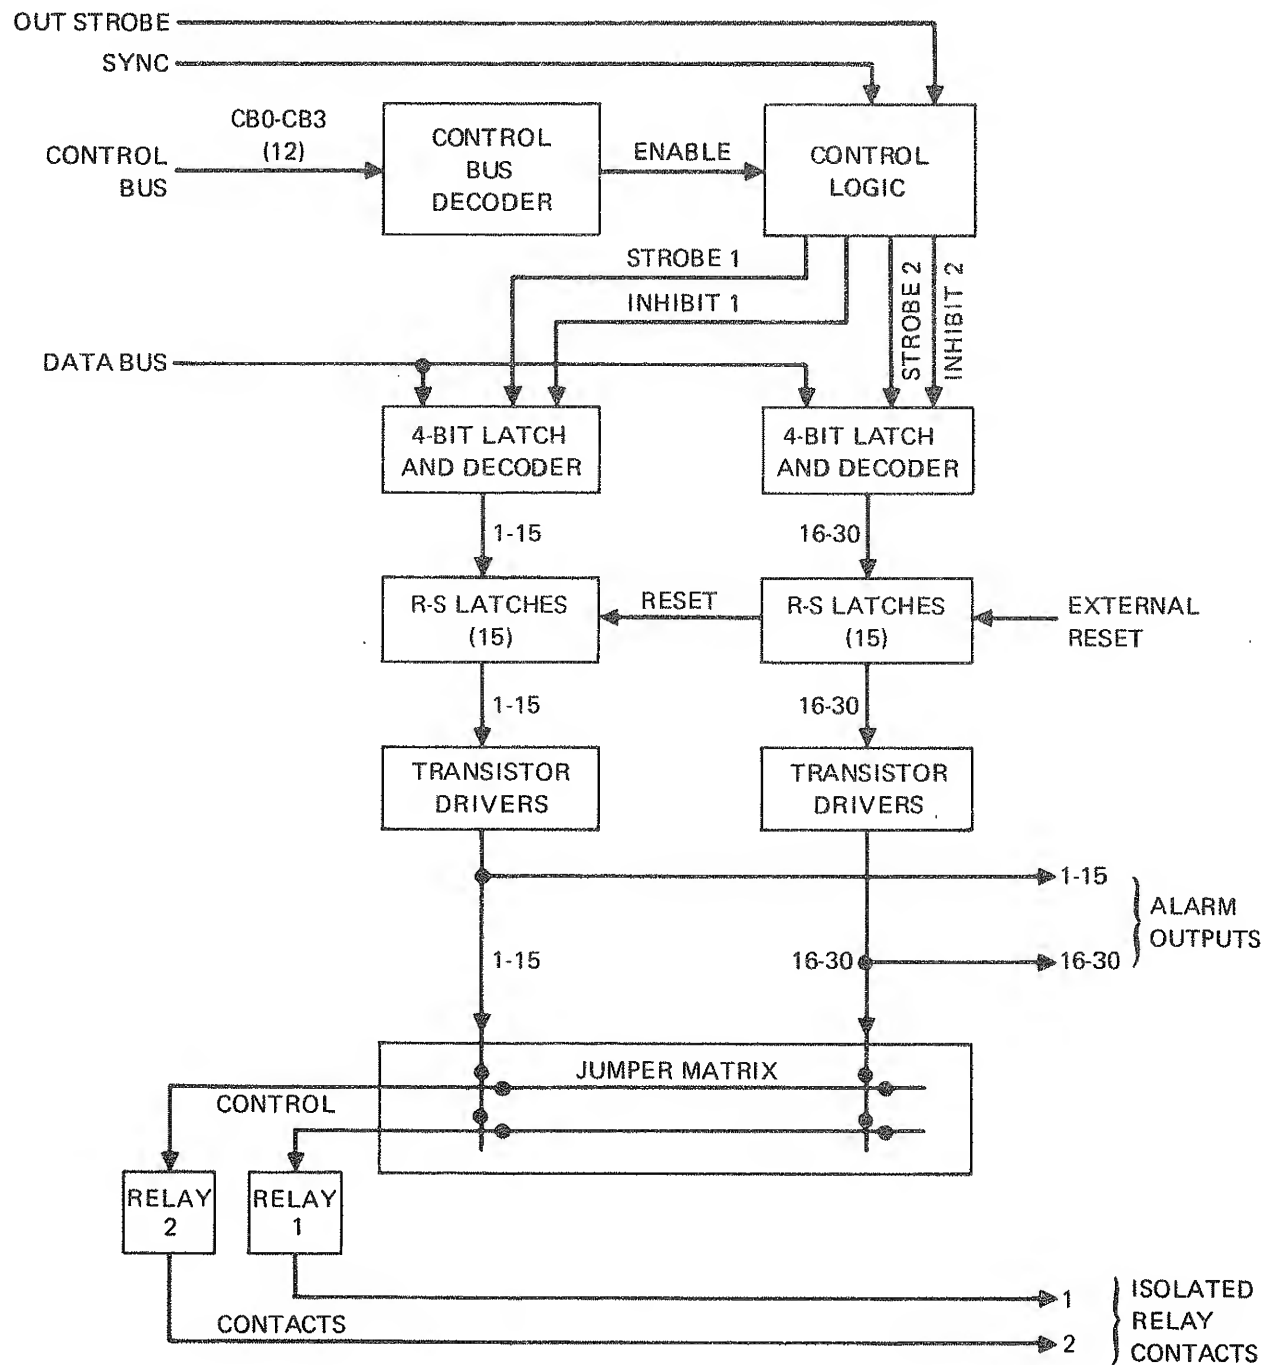 OUT STROBE
SYNC
CB0-CB3
(12)
CONTROL
BUS
CONTROL
BUS
DECODER
ENABLE
CONTROL
LOGIC
STROBE 1
INHIBIT 1
STROBE 2
INHIBIT 2
DATA BUS
4-BIT LATCH
AND DECODER
4-BIT LATCH
AND DECODER
1-15
16-30
R-S LATCHES
(15)
RESET
R-S LATCHES
(15)
EXTERNAL
RESET
1-15
16-30
TRANSISTOR
DRIVERS
TRANSISTOR
DRIVERS
1-15
ALARM
OUTPUTS
1-15
16-30
16-30
JUMPER MATRIX
CONTROL
RELAY
2
RELAY
1
CONTACTS
1
2
ISOLATED
RELAY
CONTACTS